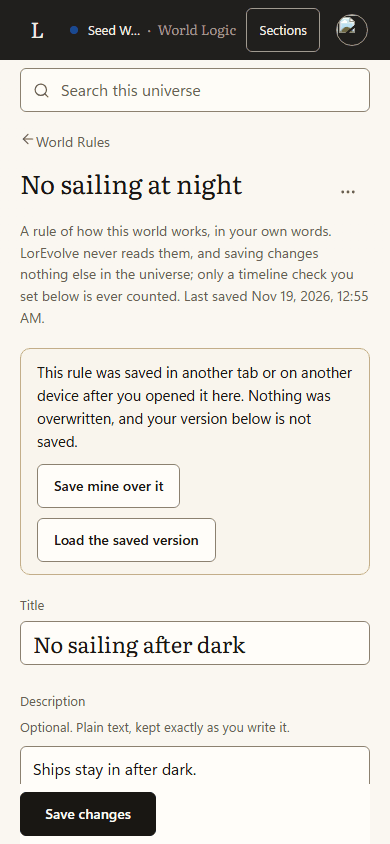 L
Seed W... · World Logic
Sections
Search this universe
World Rules
No sailing at night
...
A rule of how this world works, in your own words.
LorEvolve never reads them, and saving changes
nothing else in the universe; only a timeline check you
set below is ever counted. Last saved Nov 19, 2026, 12:55
AM.
This rule was saved in another tab or on another
device after you opened it here. Nothing was
overwritten, and your version below is not
saved.
Save mine over it
Load the saved version
Title
No sailing after dark
Description
Optional. Plain text, kept exactly as you write it.
Ships stay in after dark.
Save changes